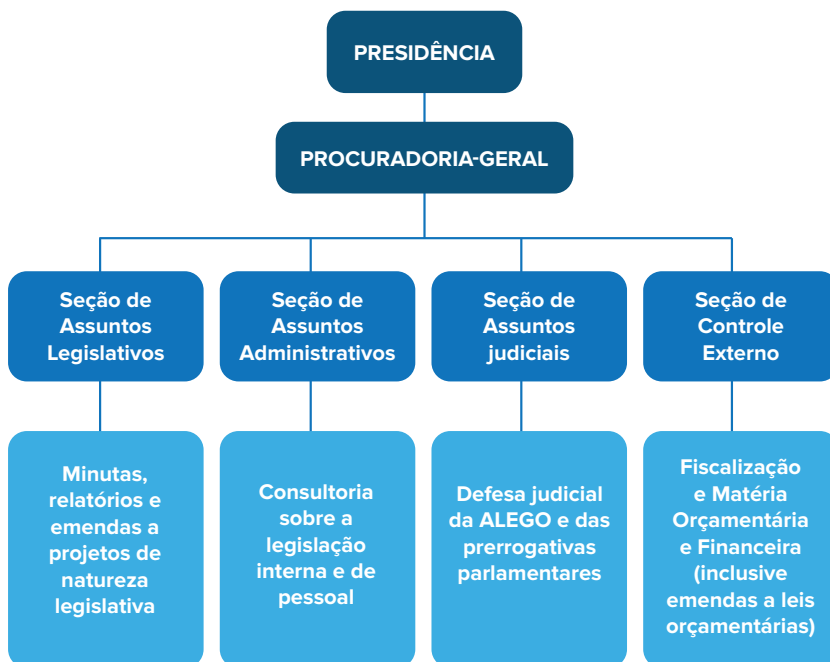 PRESIDÊNCIA
PROCURADORIA-GERAL
Seção de
Assuntos
Legislativos
Seção de
Assuntos
Administrativos
Seção de
Assuntos
judiciais
Seção de
Controle
Externo
Minutas,
relatórios e
emendas a
projetos de
natureza
legislativa
Consultoria
sobre a
legislação
interna e de
pessoal
Defesa judicial
da ALEGO e das
prerrogativas
parlamentares
Fiscalização
e Matéria
Orçamentária
e Financeira
(inclusive
emendas a leis
orçamentárias)